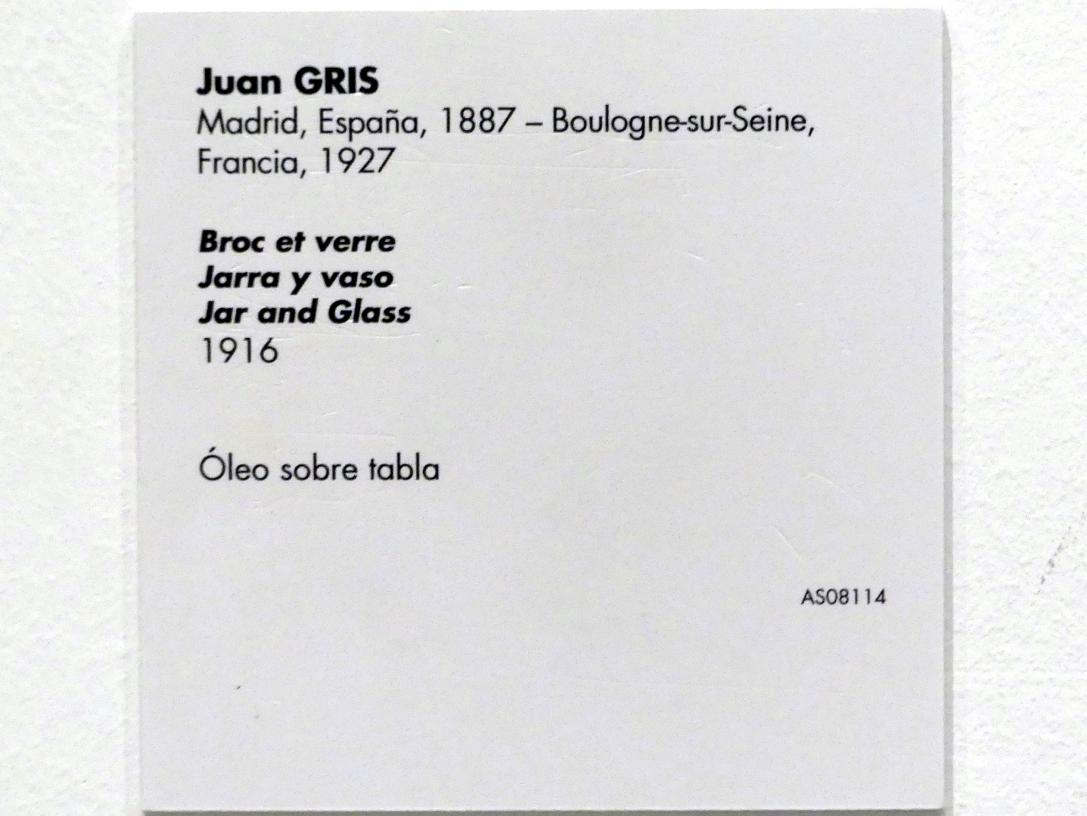 Juan GRIS
Madrid, España, 1887 – Boulogne-sur-Seine,
Francia, 1927
Broc et verre
Jarra y vaso
Jar and Glass
1916
Óleo sobre tabla
AS08114